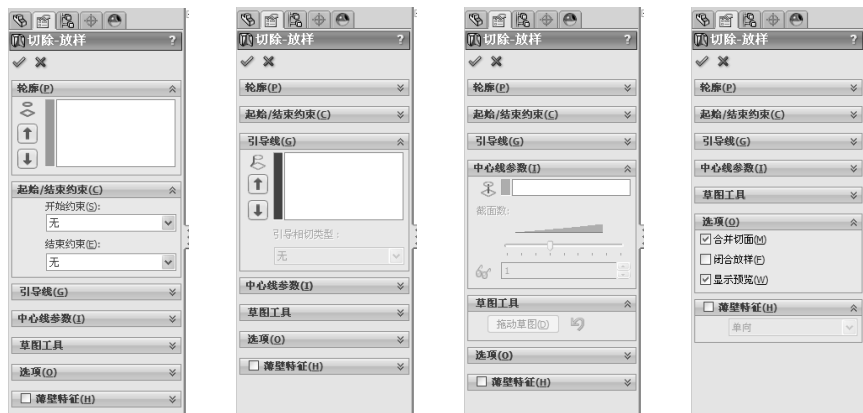 切除-放样 ?
轮廓(P)
起始/结束约束(C)
开始约束(S):
无
结束约束(E):
无
引导线(G)
中心线参数(I)
草图工具
选项(O)
薄壁特征(H)
切除-放样 ?
轮廓(P)
起始/结束约束(C)
引导线(G)
引导相切类型:
无
中心线参数(I)
草图工具
选项(O)
薄壁特征(H)
切除-放样 ?
轮廓(P)
起始/结束约束(C)
引导线(G)
中心线参数(I)
截面数:
1
草图工具
拖动草图(D)
选项(O)
薄壁特征(H)
切除-放样 ?
轮廓(P)
起始/结束约束(C)
引导线(G)
中心线参数(I)
草图工具
选项(O)
合并切面(M)
闭合放样(F)
显示预览(W)
薄壁特征(H)
单向